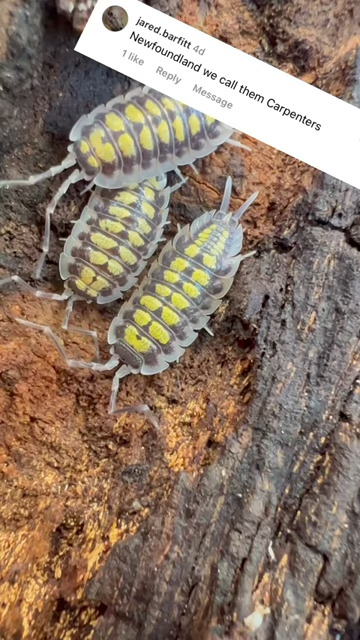 jared.barfitt 4d
Newfoundland we call them Carpenters
1 like Reply Message